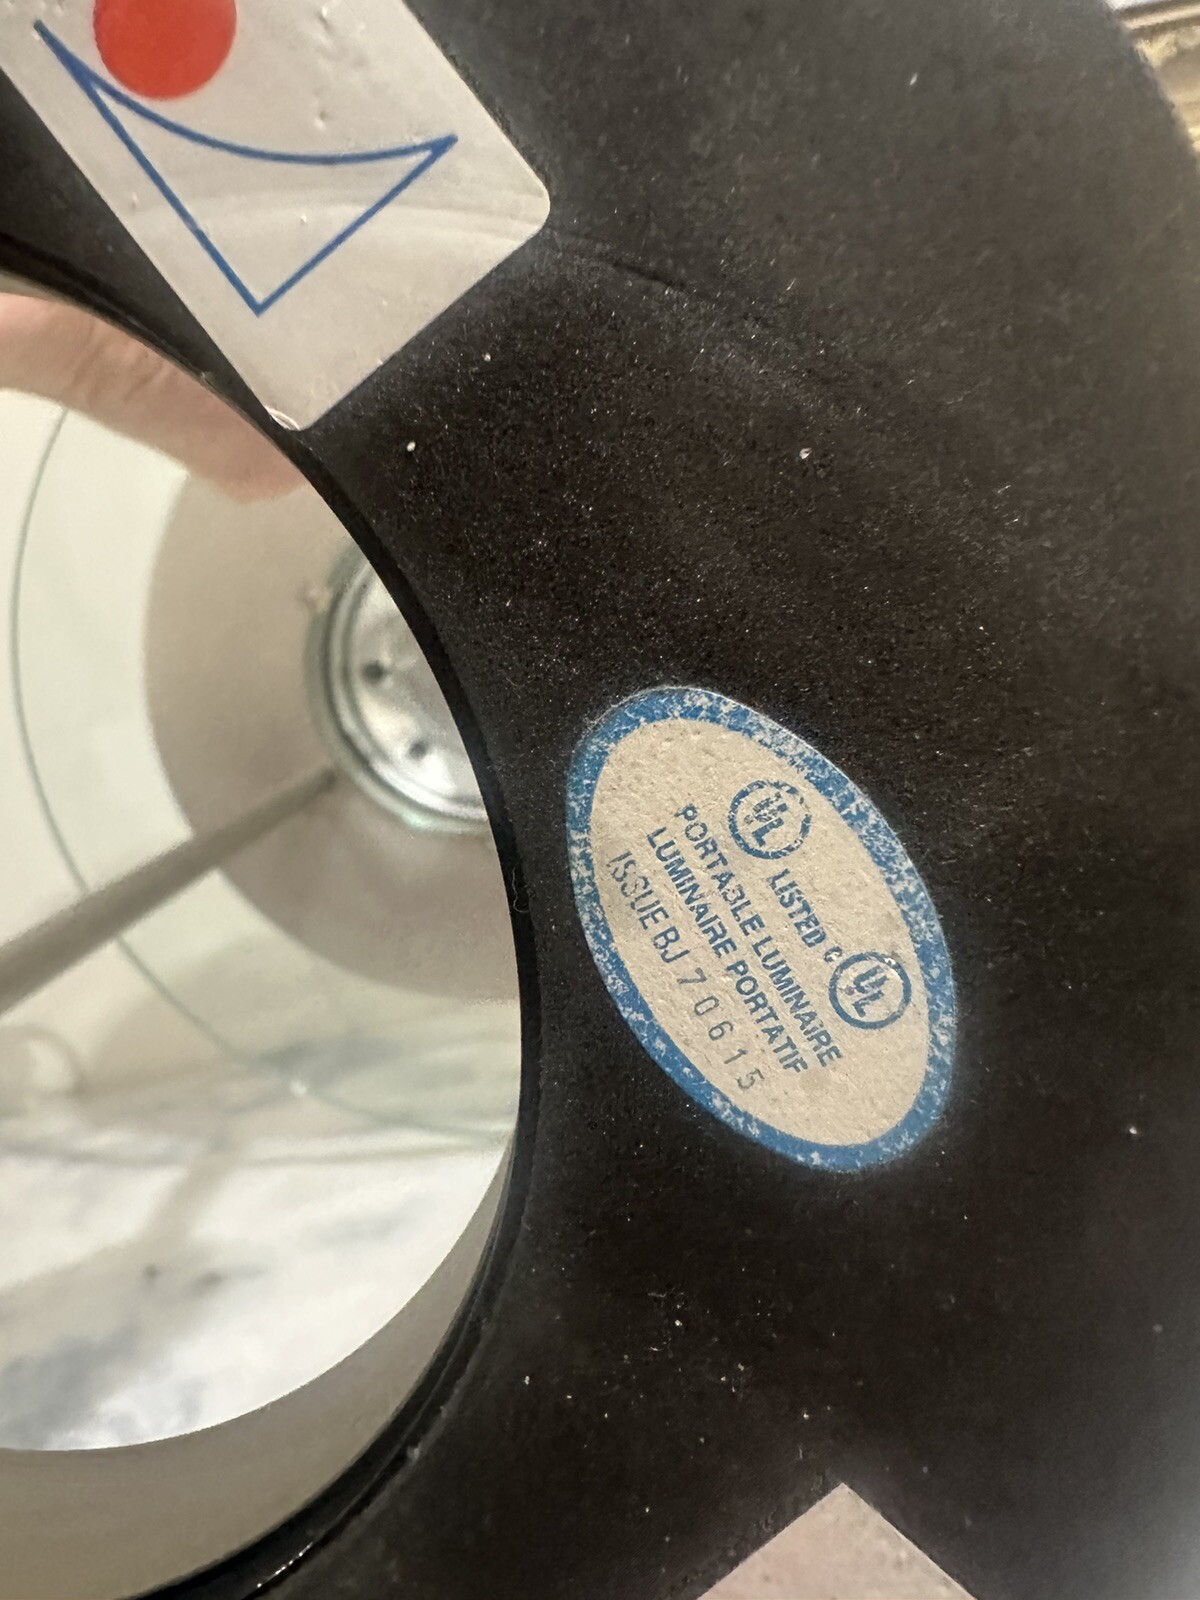 UL LISTED C UL
PORTABLE LUMINAIRE
LUMINAIRE PORTATIF
ISSUE BJ 70615